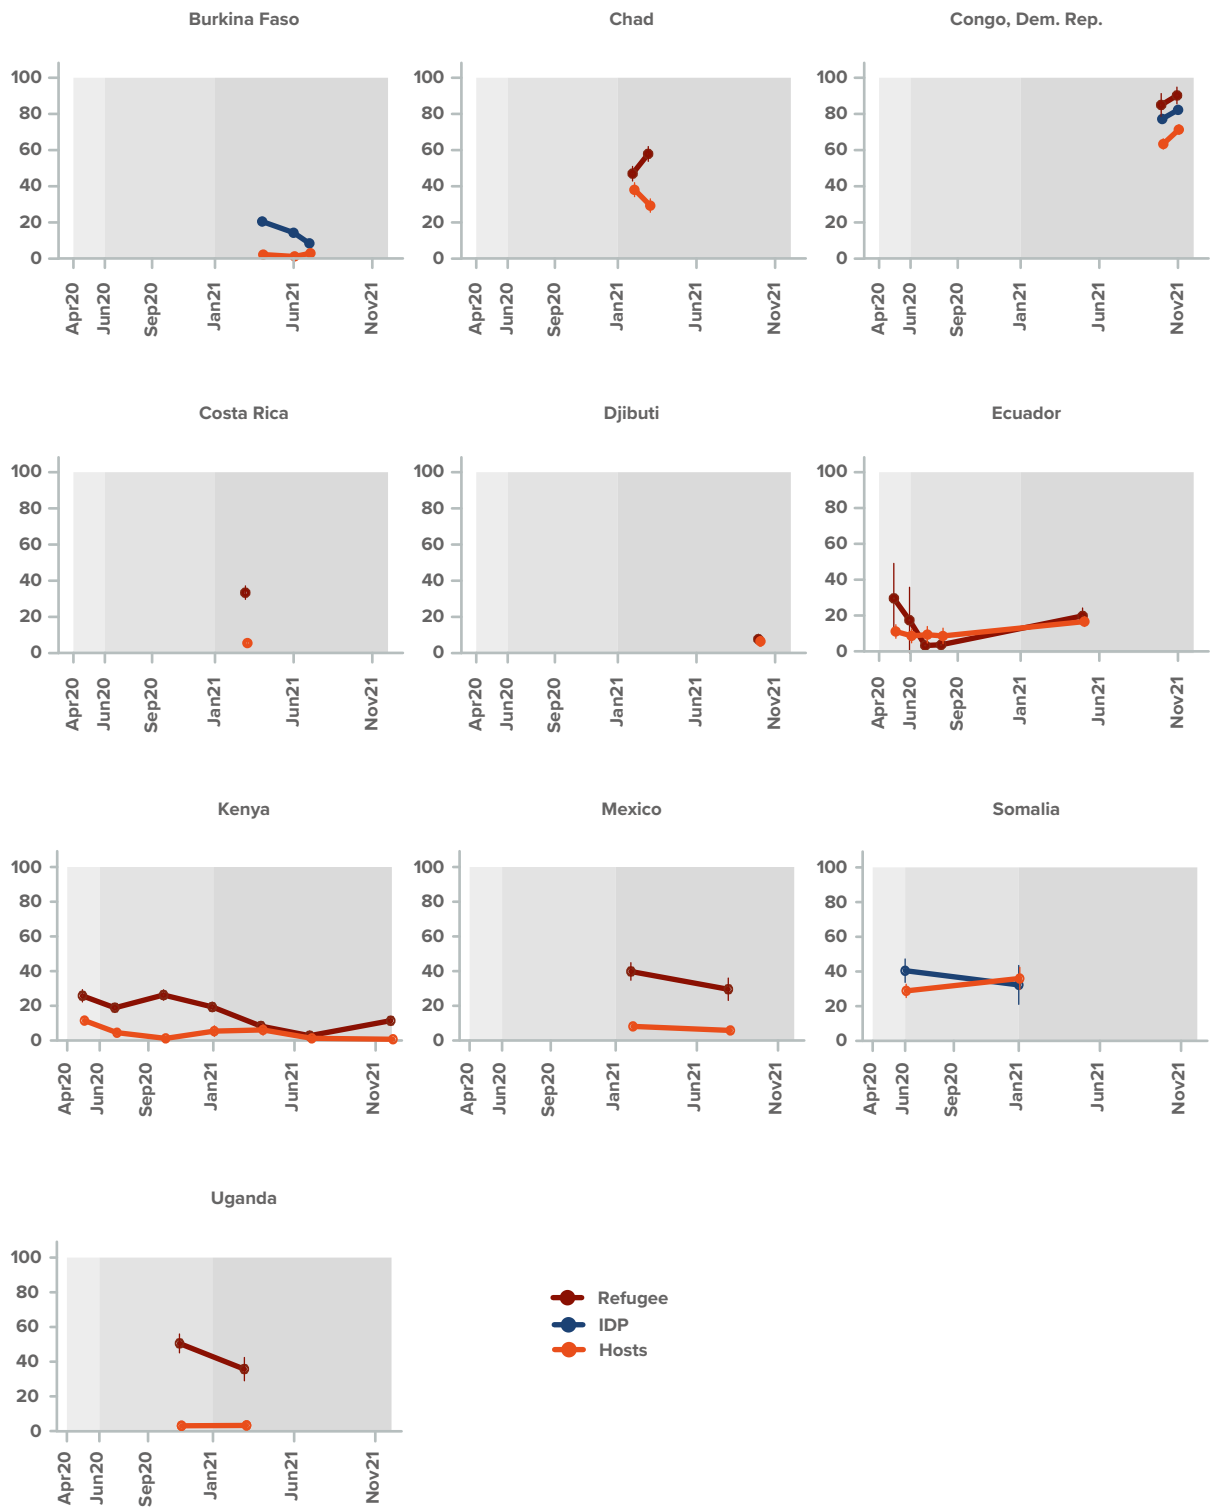 Burkina Faso
Chad
Congo, Dem. Rep.
100
80
60
40
20
0
Apr20
Jun20
Sep20
Jan21
Jun21
Nov21
100
80
60
40
20
0
Apr20
Jun20
Sep20
Jan21
Jun21
Nov21
100
80
60
40
20
0
Apr20
Jun20
Sep20
Jan21
Jun21
Nov21
Costa Rica
Djibuti
Ecuador
100
80
60
40
20
0
Apr20
Jun20
Sep20
Jan21
Jun21
Nov21
100
80
60
40
20
0
Apr20
Jun20
Sep20
Jan21
Jun21
Nov21
100
80
60
40
20
0
Apr20
Jun20
Sep20
Jan21
Jun21
Nov21
Kenya
Mexico
Somalia
100
80
60
40
20
0
Apr20
Jun20
Sep20
Jan21
Jun21
Nov21
100
80
60
40
20
0
Apr20
Jun20
Sep20
Jan21
Jun21
Nov21
100
80
60
40
20
0
Apr20
Jun20
Sep20
Jan21
Jun21
Nov21
Uganda
100
80
60
40
20
0
Apr20
Jun20
Sep20
Jan21
Jun21
Nov21
Refugee
IDP
Hosts